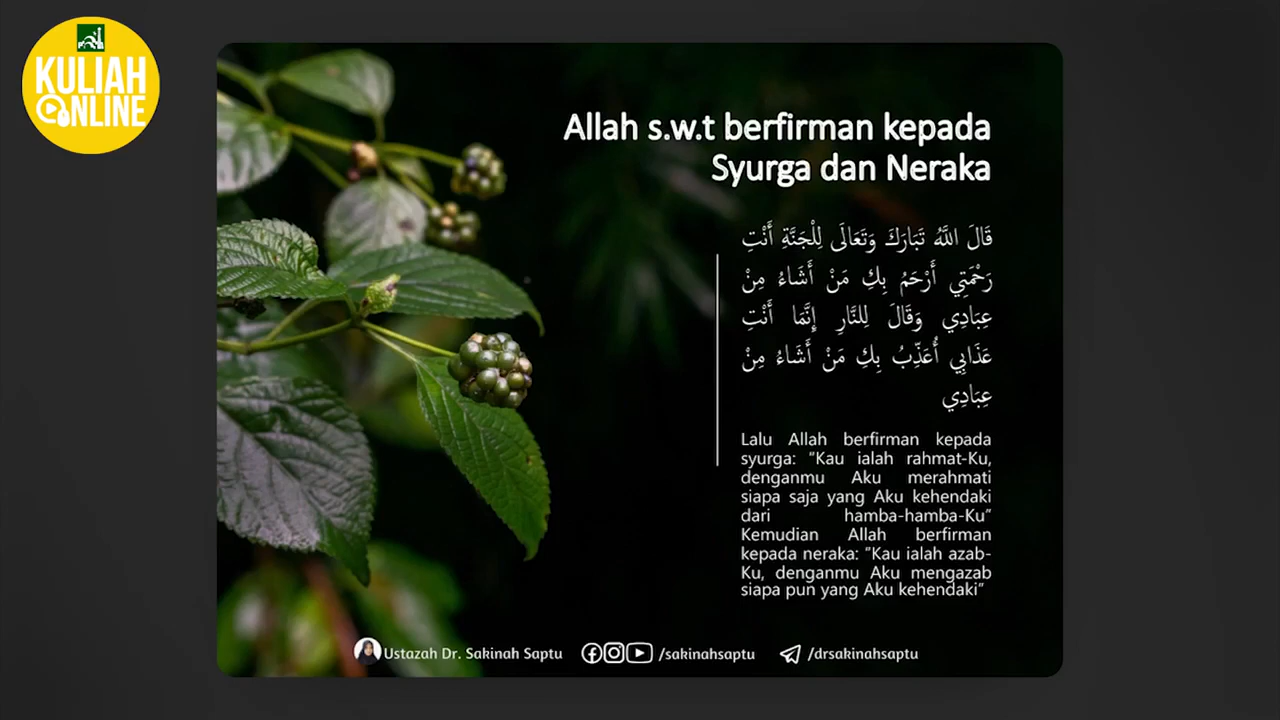 KULIAH
ONLINE
Allah s.w.t berfirman kepada
Syurga dan Neraka
قَالَ اللَّهُ تَبَارَكَ وَتَعَالَى لِلْجَنَّةِ أَنْتِ
رَحْمَتِي أَرْحَمُ بِكِ مَنْ أَشَاءُ مِنْ
عِبَادِي وَقَالَ لِلنَّارِ إِنَّمَا أَنْتِ
عَذَابِي أُعَذِّبُ بِكِ مَنْ أَشَاءُ مِنْ
عِبَادِي
Lalu Allah berfirman kepada
syurga: “Kau ialah rahmat-Ku,
denganmu Aku merahmati
siapa saja yang Aku kehendaki
dari hamba-hamba-Ku”
Kemudian Allah berfirman
kepada neraka: “Kau ialah azab-
Ku, denganmu Aku mengazab
siapa pun yang Aku kehendaki”
Ustazah Dr. Sakinah Saptu /sakinahsaptu /drsakinahsaptu